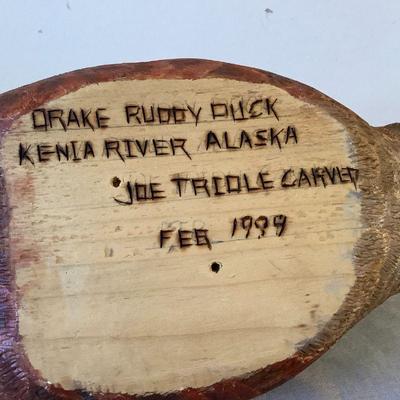 DRAKE RUDDY DUCK
KENIA RIVER ALASKA
JOE TRIDLE CARVED
FEB 1999